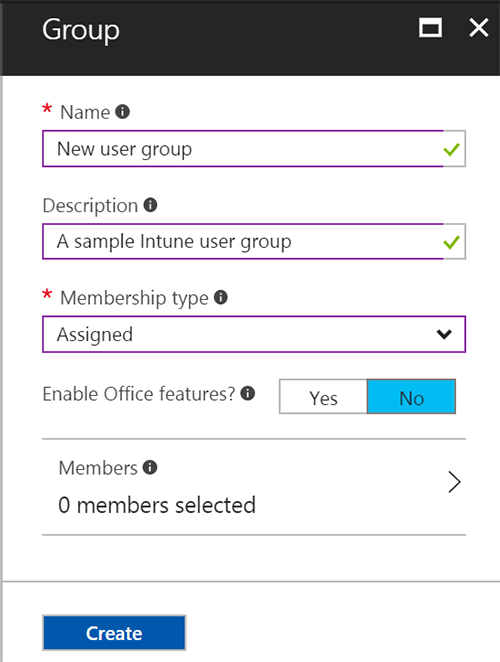 Group
* Name
New user group
Description
A sample Intune user group
* Membership type
Assigned
Enable Office features? Yes No
Members
0 members selected
Create